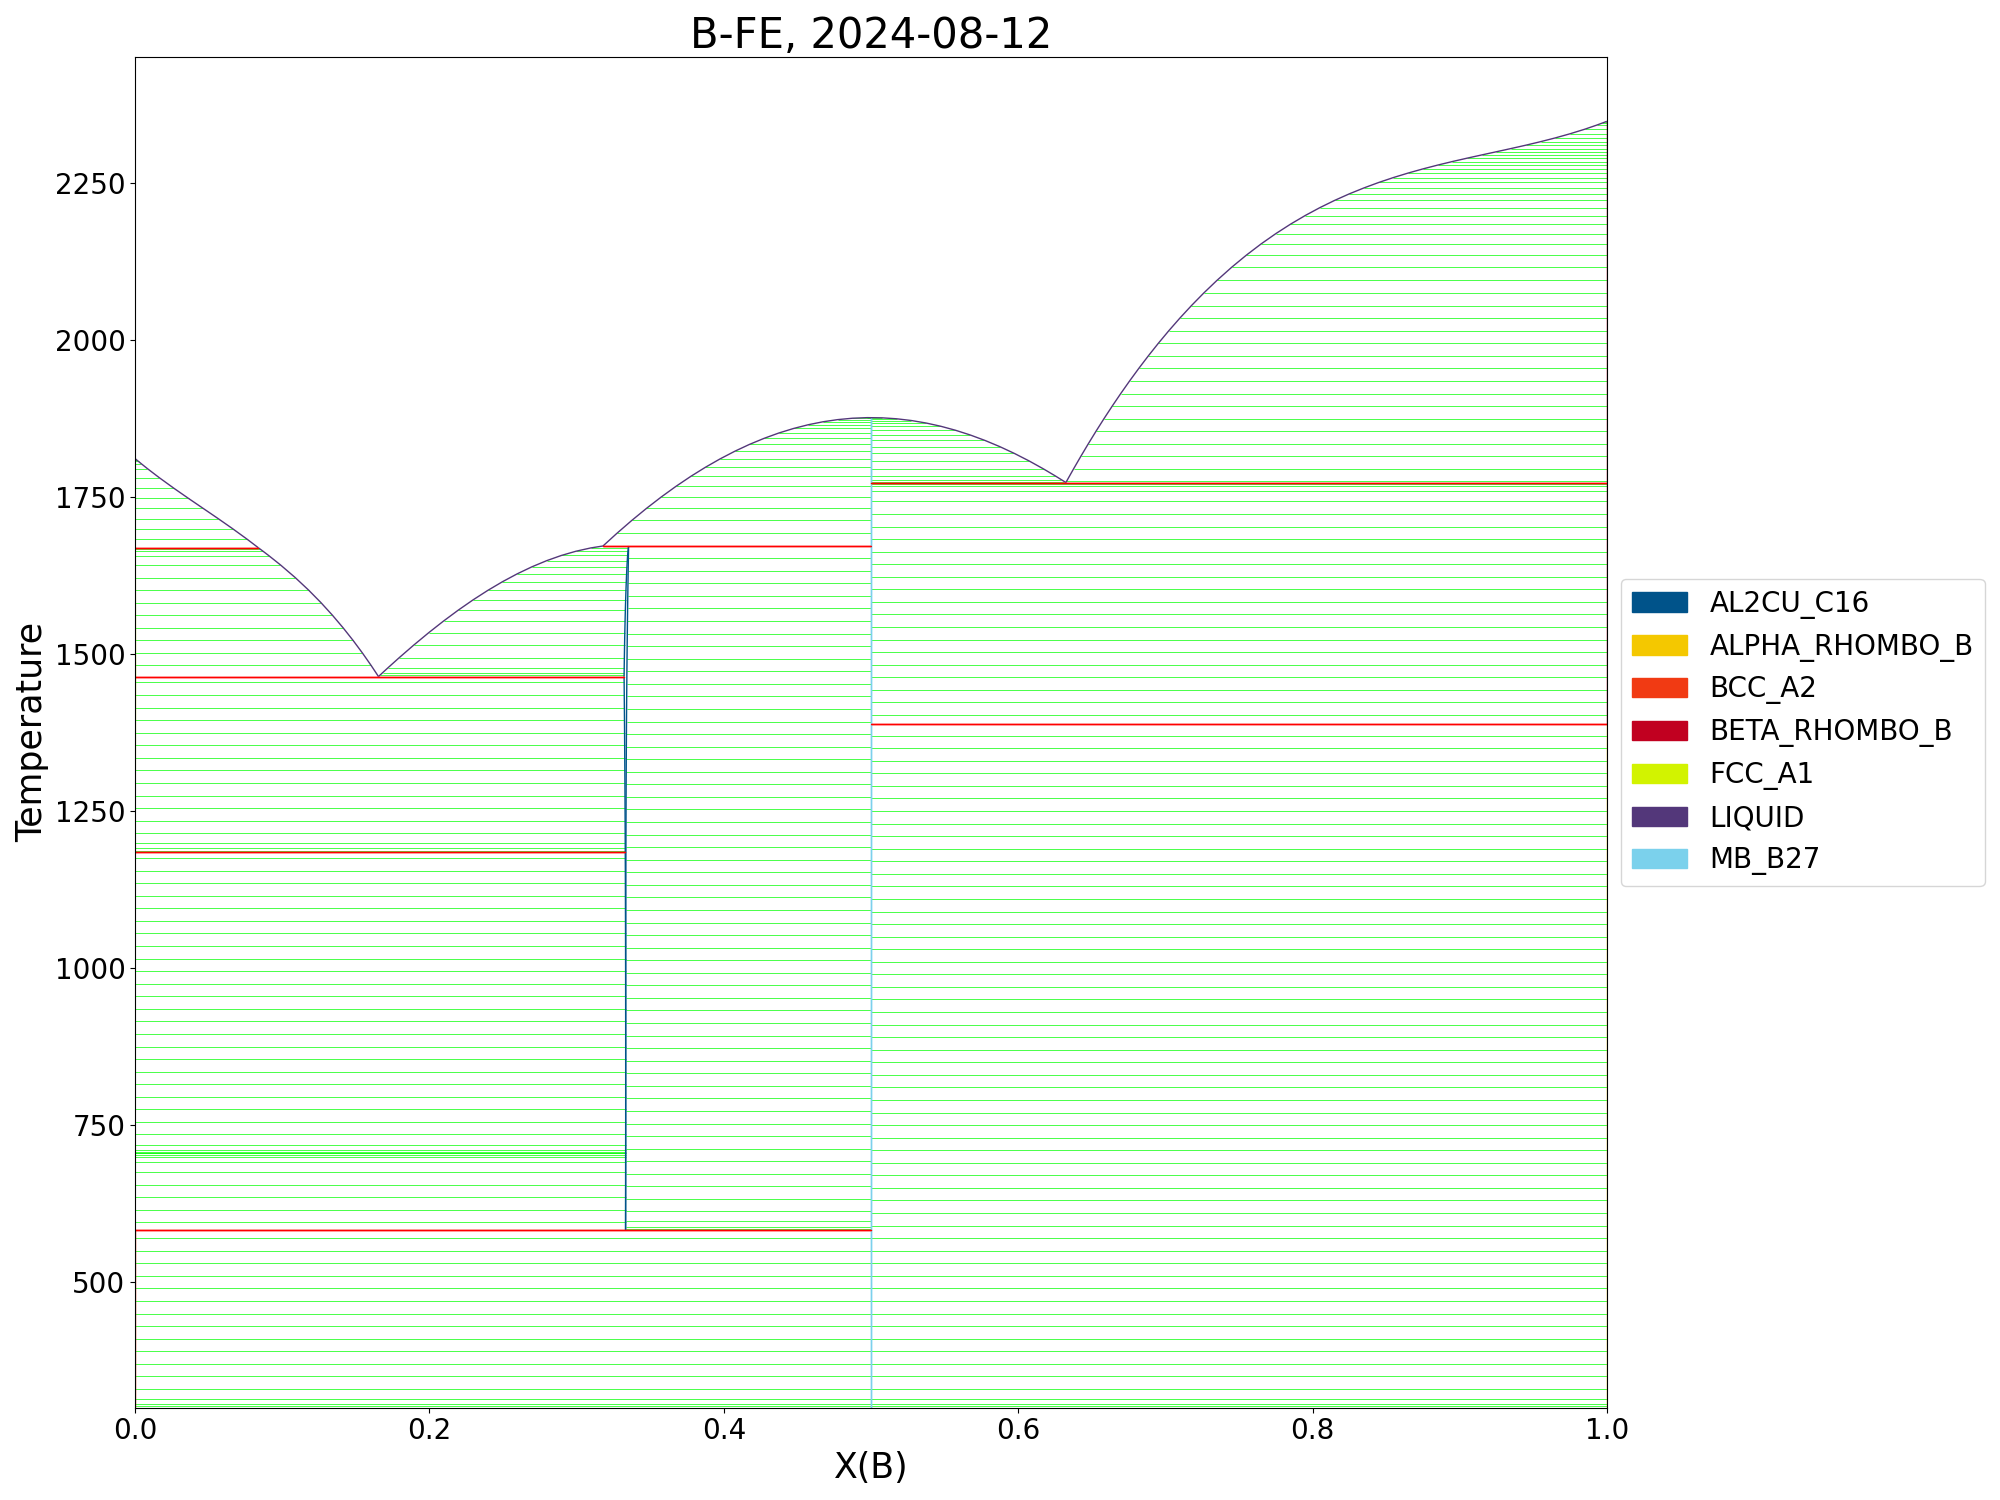 B-FE, 2024-08-12
Temperature
2250
2000
1750
1500
1250
1000
750
500
0.0
0.2
0.4
0.6
0.8
1.0
X(B)
AL2CU_C16
ALPHA_RHOMBO_B
BCC_A2
BETA_RHOMBO_B
FCC_A1
LIQUID
MB_B27